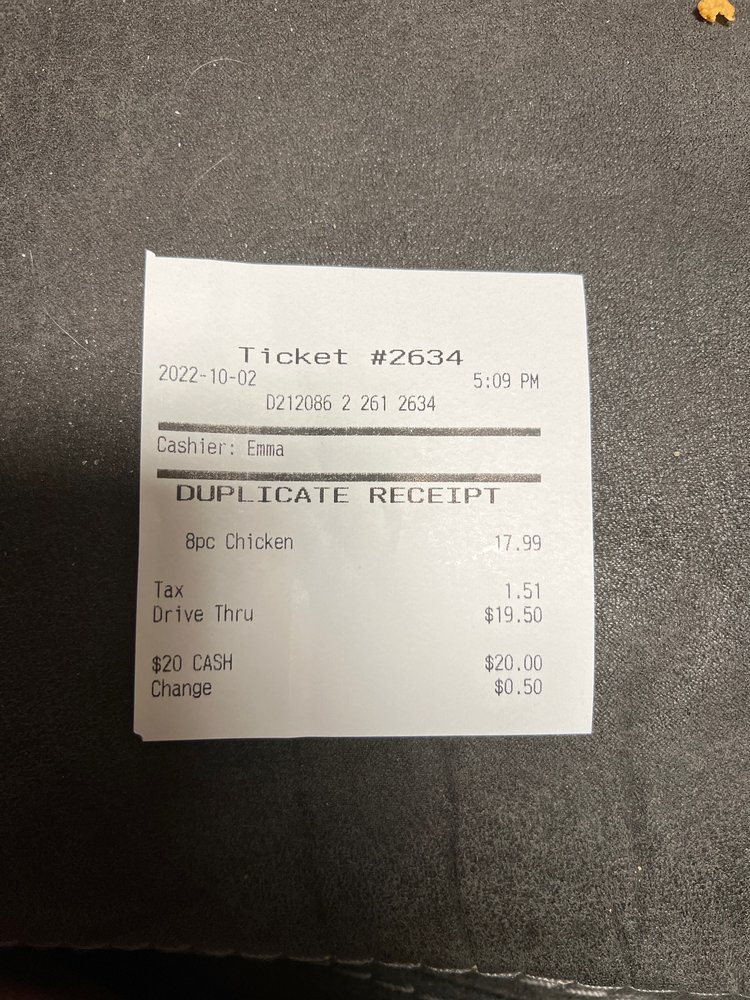 Ticket #2634
2022-10-02 5:09 PM
D212086 2 261 2634
Cashier: Emma
DUPLICATE RECEIPT
8pc Chicken 17.99
Tax 1.51
Drive Thru $19.50
$20 CASH $20.00
Change $0.50